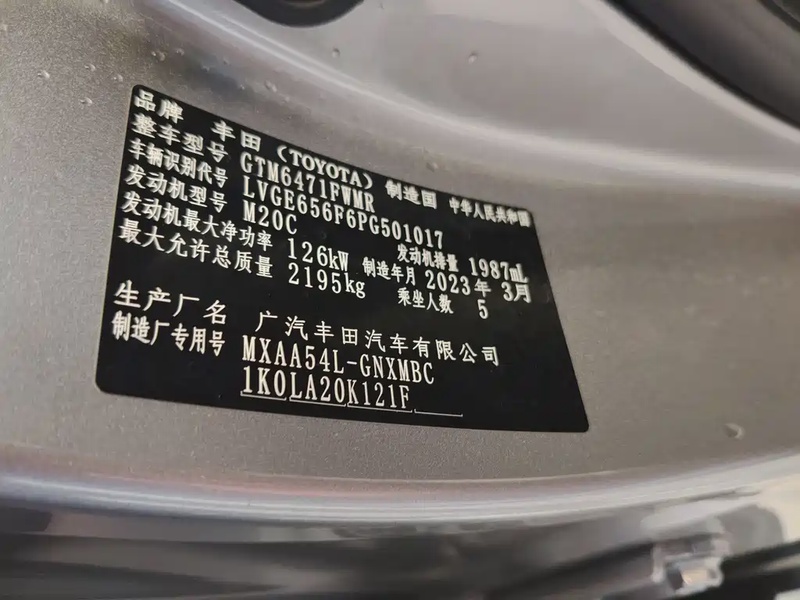 品牌 丰田（TOYOTA） 制造国 中华人民共和国
整车型号 GTM6471FWMR
车辆识别代号 LVGE656F6PG501017
发动机型号 M20C 发动机排量 1987mL
发动机最大净功率 126kW 制造年月 2023年 3月
最大允许总质量 2195kg 乘坐人数 5
生产厂名 广汽丰田汽车有限公司
制造厂专用号 MXAA54L-GNXMBC
1K0LA20K121F